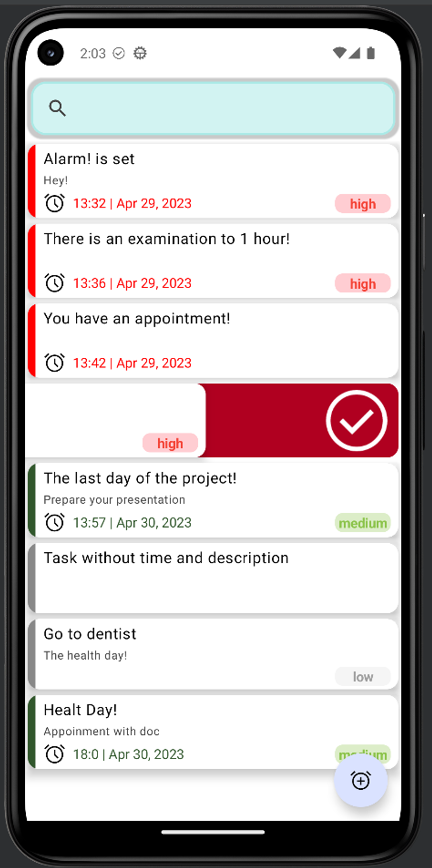 2:03
Alarm! is set
Hey!
13:32 | Apr 29, 2023
high
There is an examination to 1 hour!
13:36 | Apr 29, 2023
high
You have an appointment!
13:42 | Apr 29, 2023
high
The last day of the project!
Prepare your presentation
13:57 | Apr 30, 2023
medium
Task without time and description
Go to dentist
The health day!
low
Healt Day!
Appoinment with doc
18:0 | Apr 30, 2023
medium